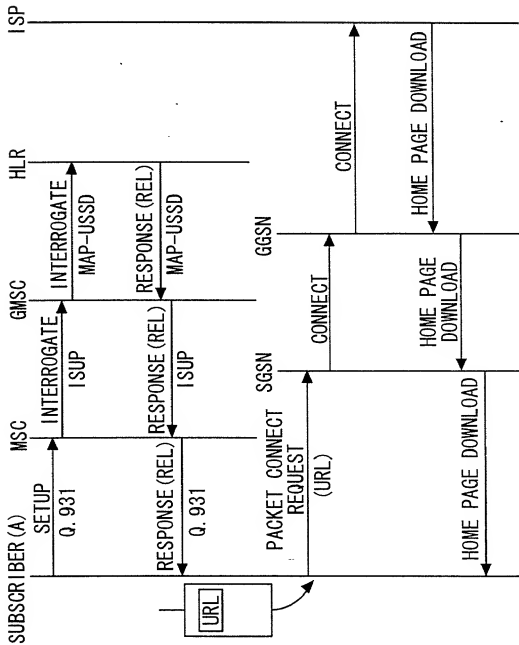 SUBSCRIBER(A)
MSC
GMSC
HLR
ISP
SETUP
Q.931
INTERROGATE
ISUP
INTERROGATE
MAP-USSD
RESPONSE(REL)
MAP-USSD
RESPONSE(REL)
ISUP
RESPONSE(REL)
Q.931
URL
SGSN
GGSN
PACKET CONNECT
REQUEST
(URL)
CONNECT
CONNECT
HOME PAGE DOWNLOAD
HOME PAGE
DOWNLOAD
HOME PAGE DOWNLOAD